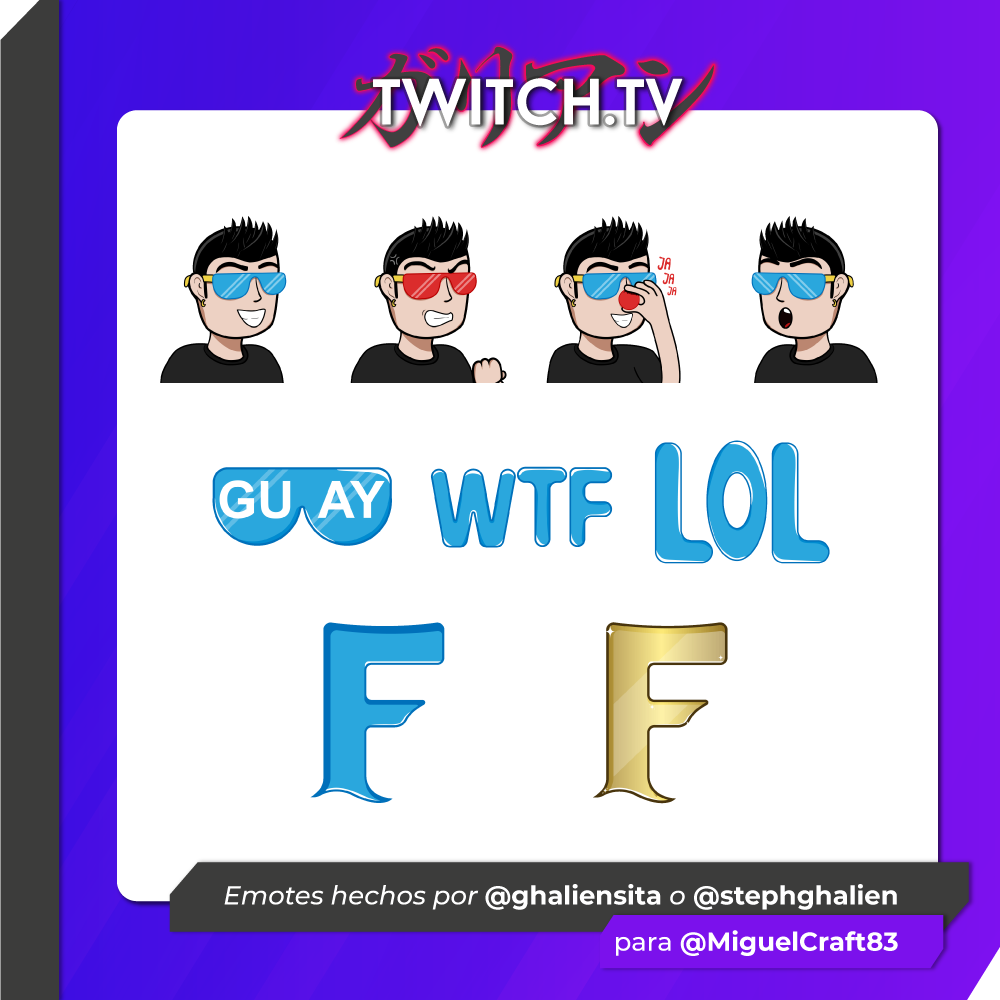 ガリアン
TWITCH.TV
JA
JA
JA
GU AY
WTF
LOL
F
F
Emotes hechos por @ghaliensita o @stephghalien
para @MiguelCraft83